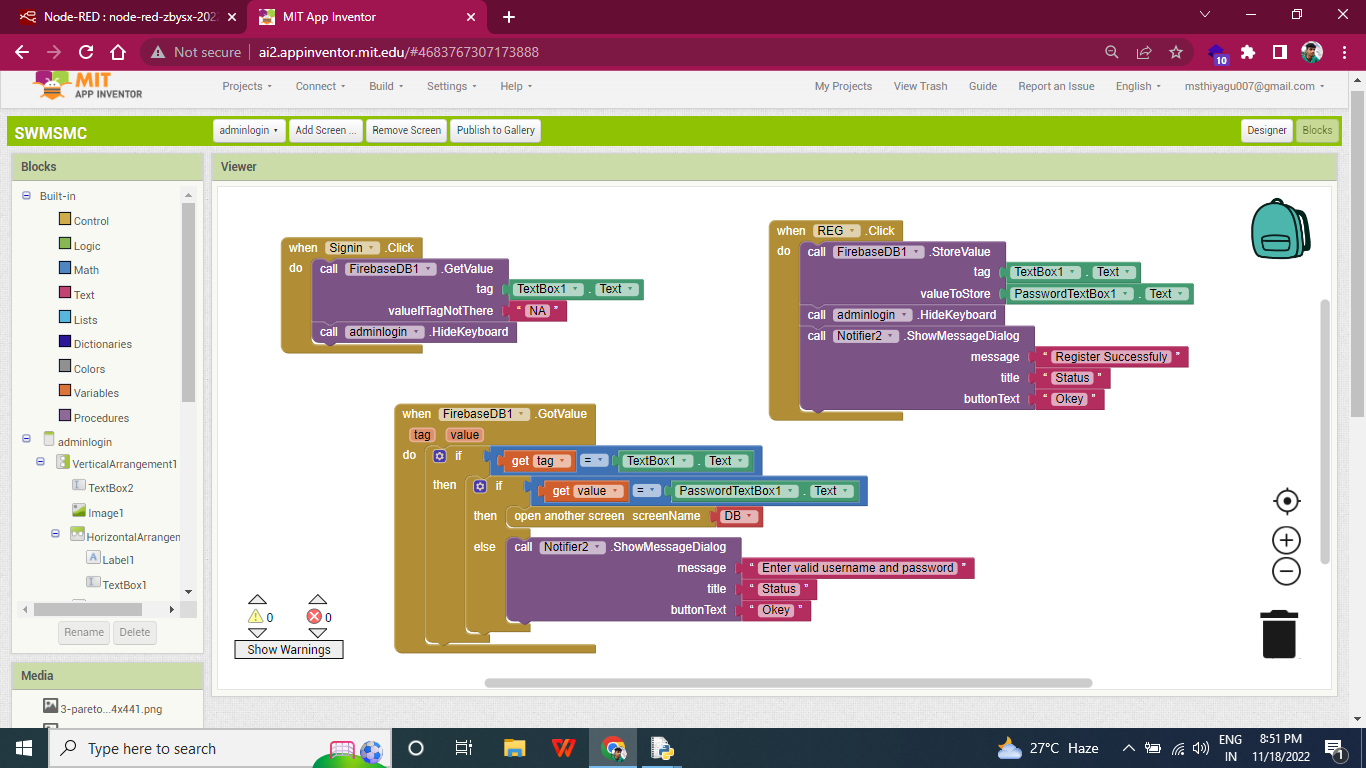 Node-RED : node-red-zbysx-202
MIT App Inventor
Not secure ai2.appinventor.mit.edu/#4683767307173888
10
MIT
APP INVENTOR
Projects Connect Build Settings Help My Projects View Trash Guide Report an Issue English msthiyagu007@gmail.com
SWMSMC adminlogin Add Screen ... Remove Screen Publish to Gallery Designer Blocks
Blocks
Viewer
Built-in
Control
Logic
Math
Text
Lists
Dictionaries
Colors
Variables
Procedures
adminlogin
VerticalArrangement1
TextBox2
Image1
HorizontalArrangen
Label1
TextBox1
Rename Delete
Media
3-pareto...4x441.png
when Signin .Click
do call FirebaseDB1 .GetValue
tag TextBox1 . Text
valueIfTagNotThere " NA "
call adminlogin .HideKeyboard
when REG .Click
do call FirebaseDB1 .StoreValue
tag TextBox1 . Text
valueToStore PasswordTextBox1 . Text
call adminlogin .HideKeyboard
call Notifier2 .ShowMessageDialog
message " Register Successfuly "
title " Status "
buttonText " Okey "
when FirebaseDB1 .GotValue
tag value
do if get tag = TextBox1 . Text
then if get value = PasswordTextBox1 . Text
then open another screen screenName DB
else call Notifier2 .ShowMessageDialog
message " Enter valid username and password "
title " Status "
buttonText " Okey "
0 0
Show Warnings
Type here to search
27°C Haze
ENG
IN
8:51 PM
11/18/2022
1